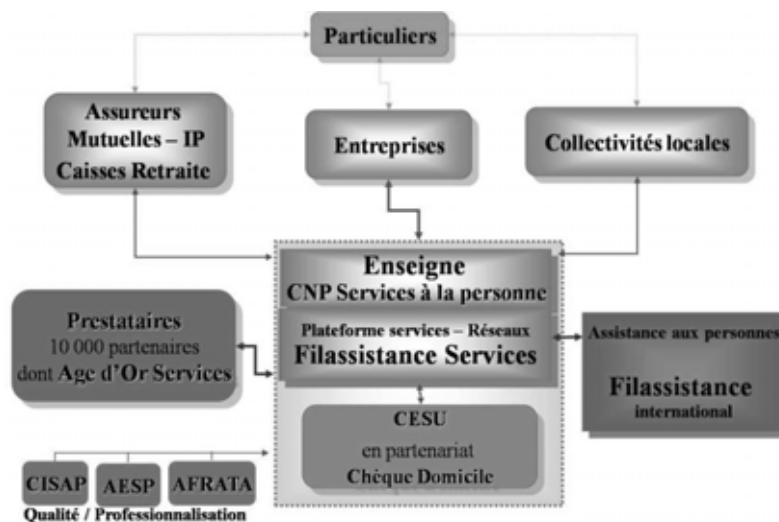 Particuliers
Assureurs
Mutuelles – IP
Caisses Retraite
Entreprises
Collectivités locales
Enseigne
CNP Services à la personne
Prestataires
10 000 partenaires
dont Age d'Or Services
Plateforme services – Réseaux
Filassistance Services
Assistance aux personnes
Filassistance
international
CESU
en partenariat
Chèque Domicile
CISAP
AESP
AFRATA
Qualité / Professionnalisation